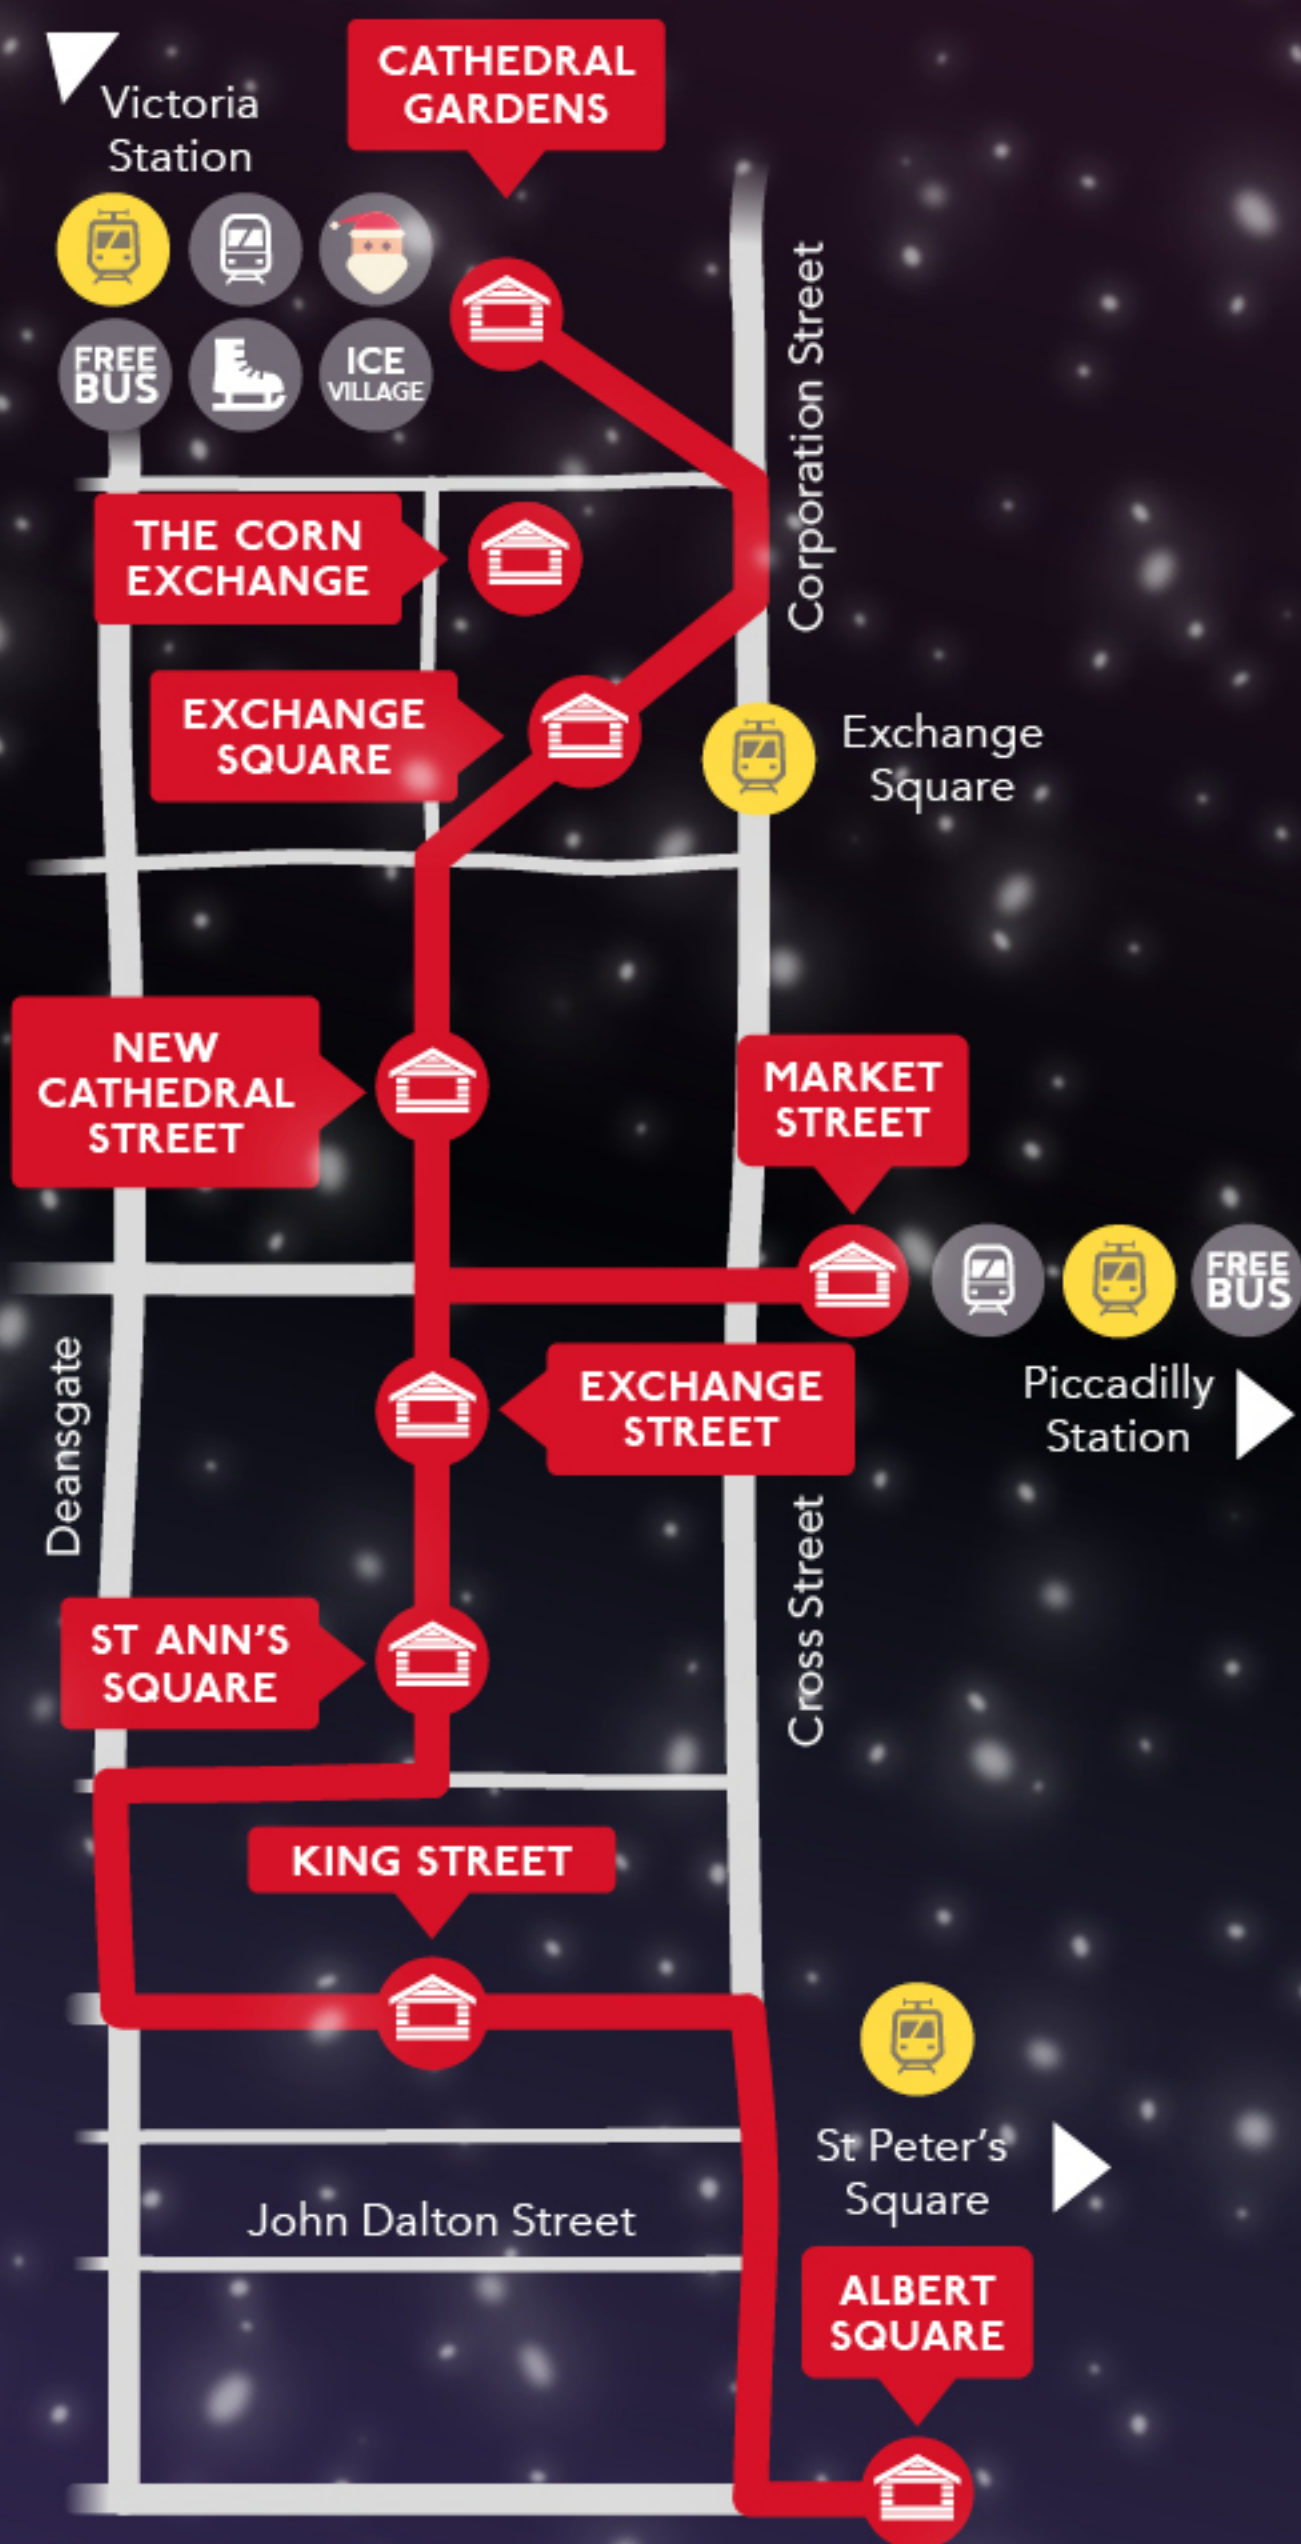 CATHEDRAL
GARDENS
Victoria
Station
FREE
BUS
ICE
VILLAGE
Corporation Street
THE CORN
EXCHANGE
EXCHANGE
SQUARE
Exchange
Square
NEW
CATHEDRAL
STREET
MARKET
STREET
FREE
BUS
Piccadilly
Station
EXCHANGE
STREET
Deansgate
Cross Street
ST ANN'S
SQUARE
KING STREET
St Peter's
Square
John Dalton Street
ALBERT
SQUARE